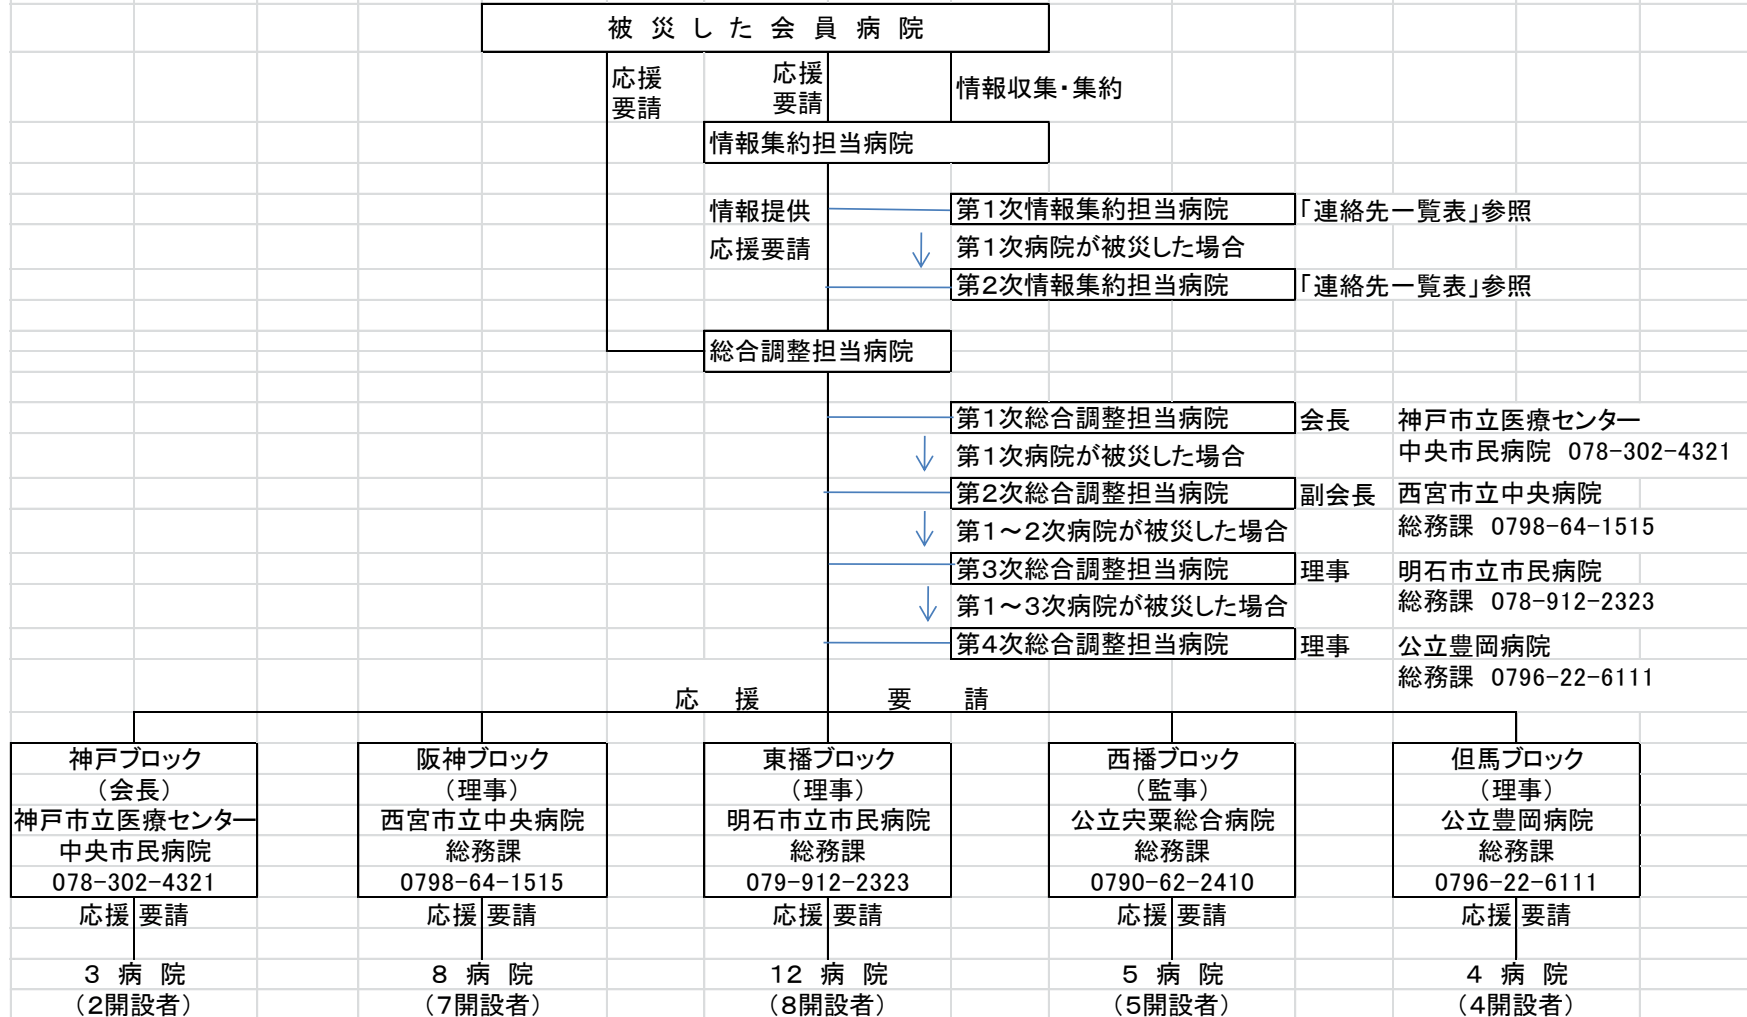 被 災 し た 会 員 病 院
応援
要請
応援
要請
情報収集・集約
情報集約担当病院
情報提供
第1次情報集約担当病院 「連絡先一覧表」参照
応援要請
第1次病院が被災した場合
第2次情報集約担当病院 「連絡先一覧表」参照
総合調整担当病院
第1次総合調整担当病院 会長 神戸市立医療センター
中央市民病院 078-302-4321
第1次病院が被災した場合
第2次総合調整担当病院 副会長 西宮市立中央病院
総務課 0798-64-1515
第1～2次病院が被災した場合
第3次総合調整担当病院 理事 明石市立市民病院
総務課 078-912-2323
第1～3次病院が被災した場合
第4次総合調整担当病院 理事 公立豊岡病院
総務課 0796-22-6111
応 援 要 請
神戸ブロック
（会長）
神戸市立医療センター
中央市民病院
078-302-4321
応援 要請
3 病 院
（2開設者）
阪神ブロック
（理事）
西宮市立中央病院
総務課
0798-64-1515
応援 要請
8 病 院
（7開設者）
東播ブロック
（理事）
明石市立市民病院
総務課
079-912-2323
応援 要請
12 病 院
（8開設者）
西播ブロック
（監事）
公立宍粟総合病院
総務課
0790-62-2410
応援 要請
5 病 院
（5開設者）
但馬ブロック
（理事）
公立豊岡病院
総務課
0796-22-6111
応援 要請
4 病 院
（4開設者）